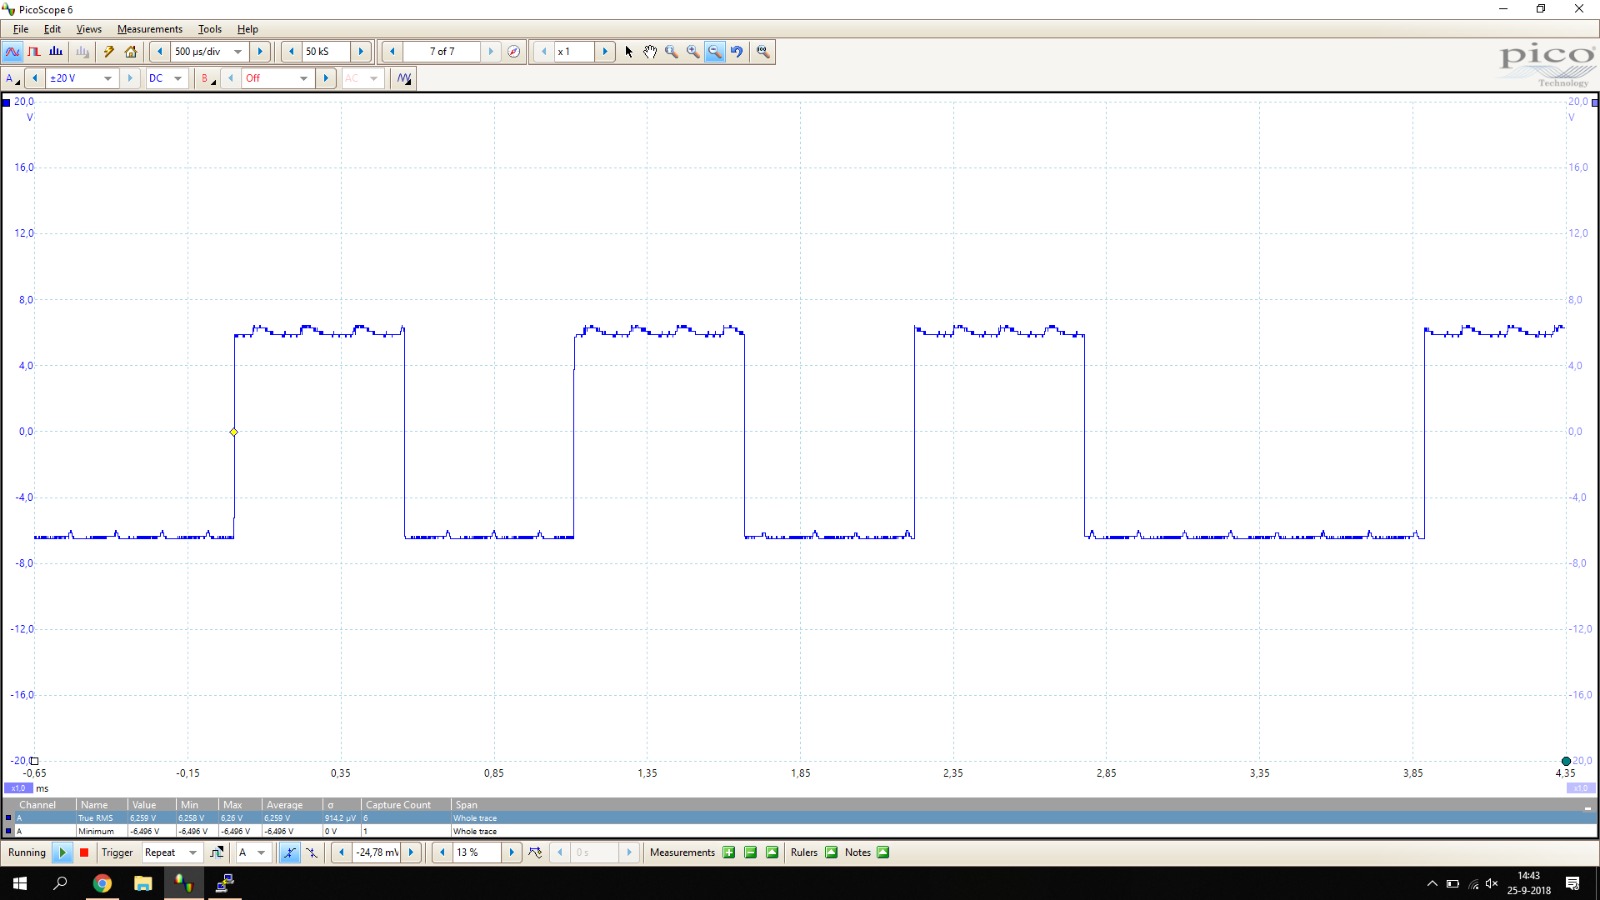 PicoScope 6
File Edit Views Measurements Tools Help
500 µs/div 50 kS 7 of 7 x 1
pico
Technology
A ±20 V DC B Off AC
20,0 20,0
V V
16,0 16,0
12,0 12,0
8,0 8,0
4,0 4,0
0,0 0,0
-4,0 -4,0
-8,0 -8,0
-12,0 -12,0
-16,0 -16,0
-20,0 -20,0
-0,65 -0,15 0,35 0,85 1,35 1,85 2,35 2,85 3,35 3,85 4,35
x1,0 ms x1,0
Channel Name Value Min Max Average σ Capture Count Span
A True RMS 6,259 V 6,258 V 6,26 V 6,259 V 914,2 µV 6 Whole trace
A Minimum -6,496 V -6,496 V -6,496 V -6,496 V 0 V 1 Whole trace
Running Trigger Repeat A -24,78 mV 13 % 0 s Measurements Rulers Notes
14:43
25-9-2018